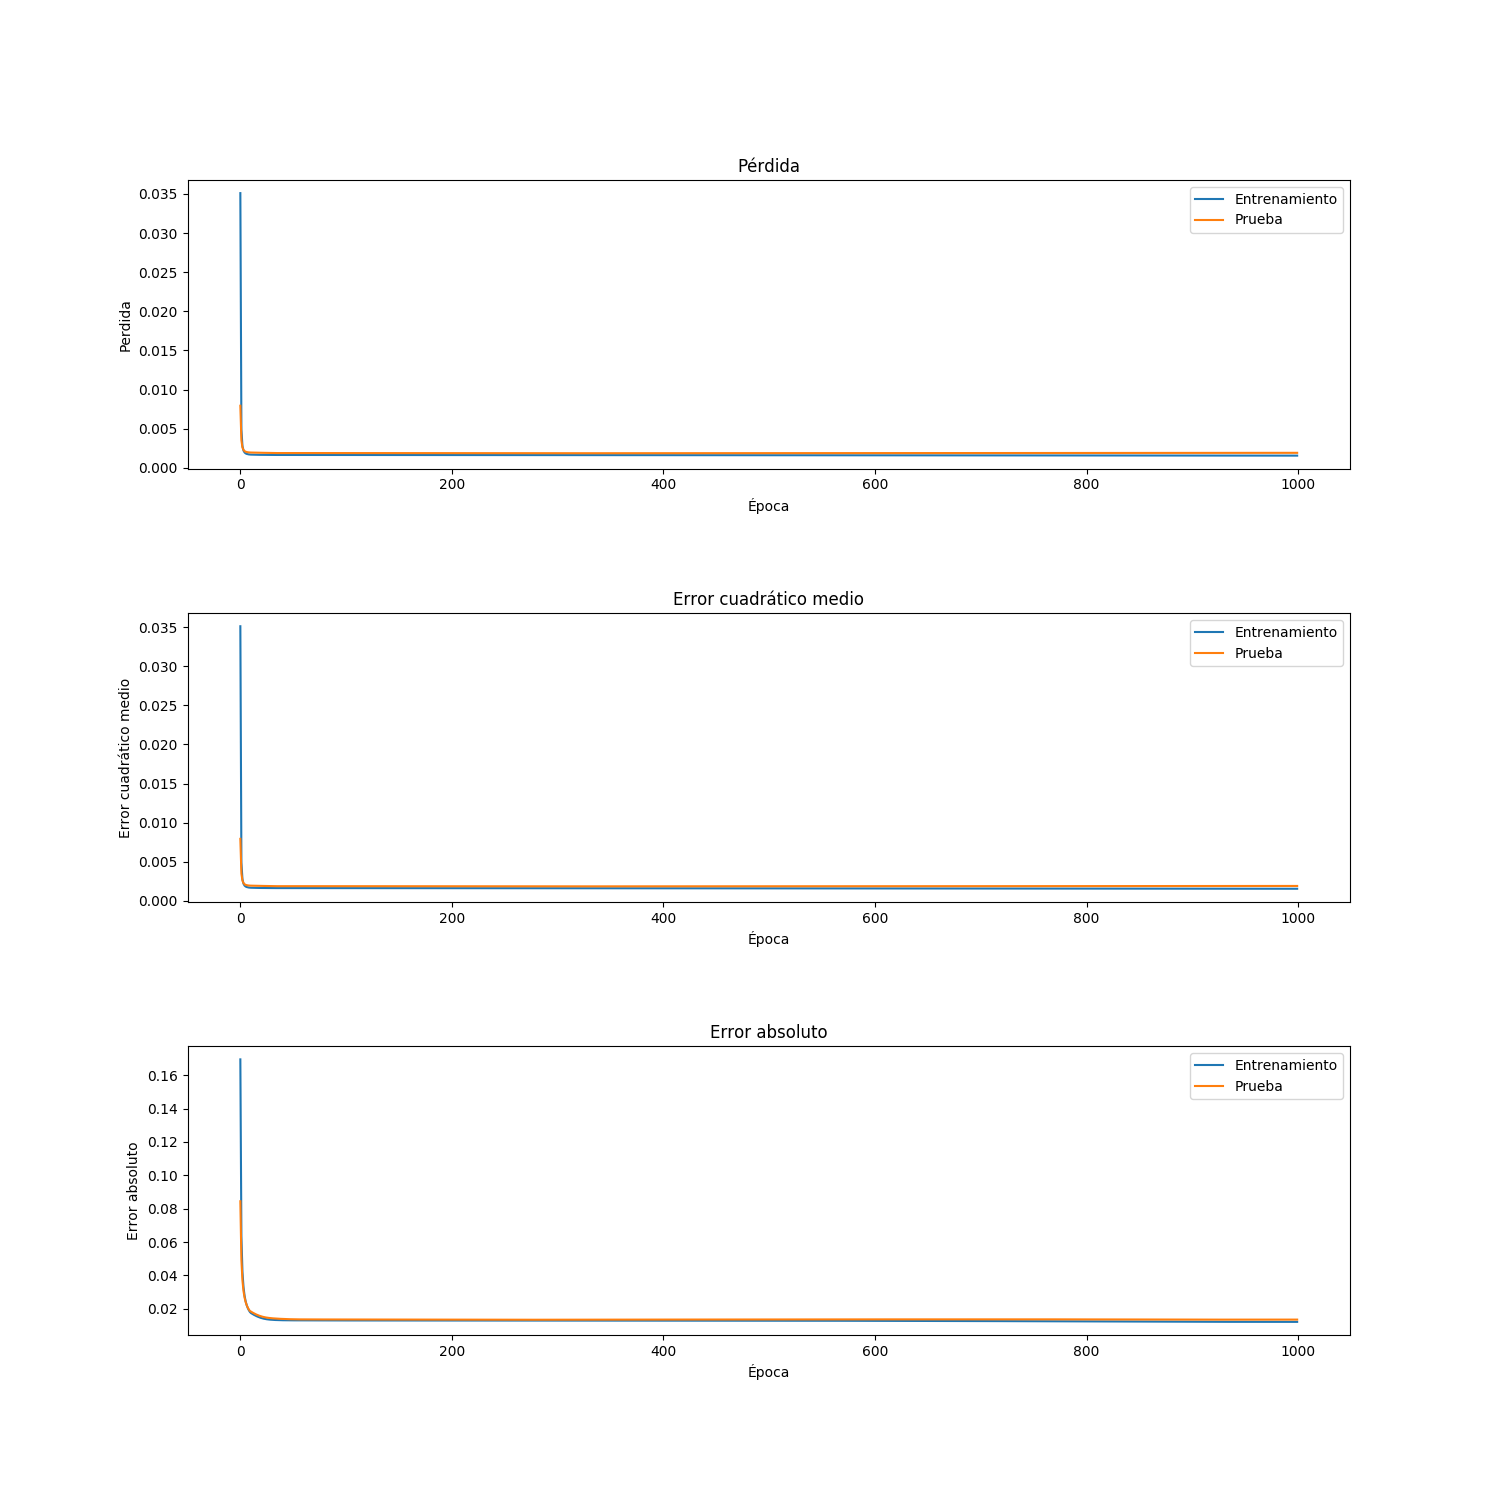 Pérdida
0.035
0.030
0.025
0.020
0.015
0.010
0.005
0.000
Perdida
Entrenamiento
Prueba
0 200 400 600 800 1000
Época
Error cuadrático medio
0.035
0.030
0.025
0.020
0.015
0.010
0.005
0.000
Error cuadrático medio
Entrenamiento
Prueba
0 200 400 600 800 1000
Época
Error absoluto
0.16
0.14
0.12
0.10
0.08
0.06
0.04
0.02
Error absoluto
Entrenamiento
Prueba
0 200 400 600 800 1000
Época